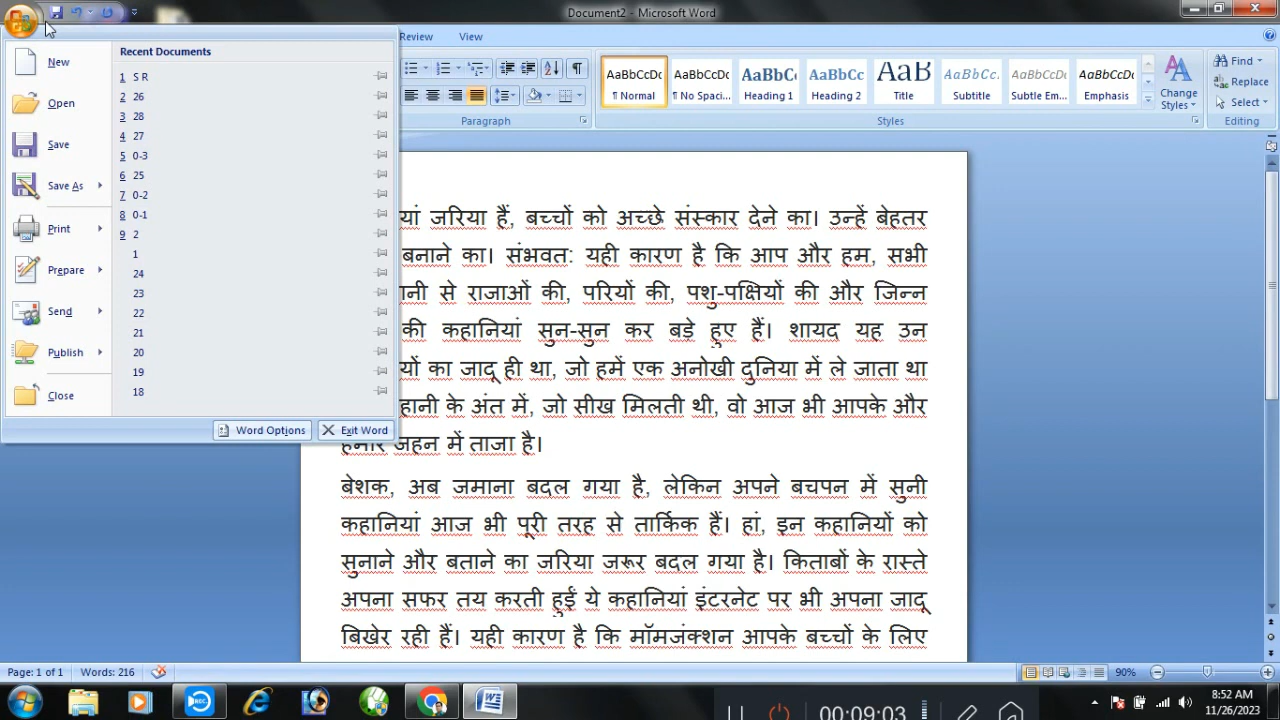 Document2 - Microsoft Word
Review View
New
Open
Save
Save As
Print
Prepare
Send
Publish
Close
Recent Documents
1 S R
2 26
3 28
4 27
5 0-3
6 25
7 0-2
8 0-1
9 2
1
24
23
22
21
20
19
18
Word Options
Exit Word
Paragraph
AaBbCcDc AaBbCcDc AaBbCc AaBbCc AaB AaBbCc. AaBbCcDc AaBbCcDc
¶ Normal ¶ No Spaci... Heading 1 Heading 2 Title Subtitle Subtle Em... Emphasis
Change Styles
Styles
Find
Replace
Select
Editing
यां जरिया हैं, बच्चों को अच्छे संस्कार देने का। उन्हें बेहतर
बनाने का। संभवत: यही कारण है कि आप और हम, सभी
नी से राजाओं की, परियों की, पशु-पक्षियों की और जिन्न
की कहानियां सुन-सुन कर बड़े हुए हैं। शायद यह उन
यों का जादू ही था, जो हमें एक अनोखी दुनिया में ले जाता था
हानी के अंत में, जो सीख मिलती थी, वो आज भी आपके और
हमारे जहन में ताजा है।
बेशक, अब जमाना बदल गया है, लेकिन अपने बचपन में सुनी
कहानियां आज भी पूरी तरह से तार्किक हैं। हां, इन कहानियों को
सुनाने और बताने का जरिया जरूर बदल गया है। किताबों के रास्ते
अपना सफर तय करती हुईं ये कहानियां इंटरनेट पर भी अपना जादू
बिखेर रही हैं। यही कारण है कि मॉमजंक्शन आपके बच्चों के लिए
Page: 1 of 1 Words: 216
90%
00:09:03
8:52 AM
11/26/2023